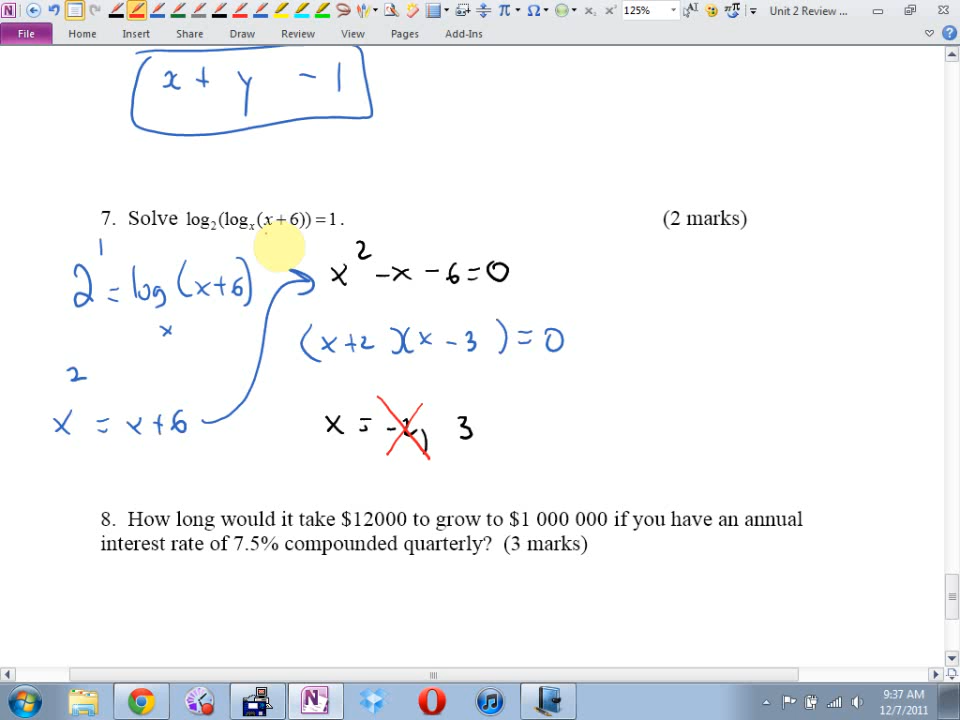 125%
Unit 2 Review ...
File Home Insert Share Draw Review View Pages Add-Ins
x + y - 1
7. Solve log₂(logₓ(x+6))=1. (2 marks)
2¹ = logₓ(x+6)
x² - x - 6 = 0
(x+2)(x-3) = 0
x² = x+6
x = -2, 3
8. How long would it take $12000 to grow to $1 000 000 if you have an annual
interest rate of 7.5% compounded quarterly? (3 marks)
9:37 AM
12/7/2011